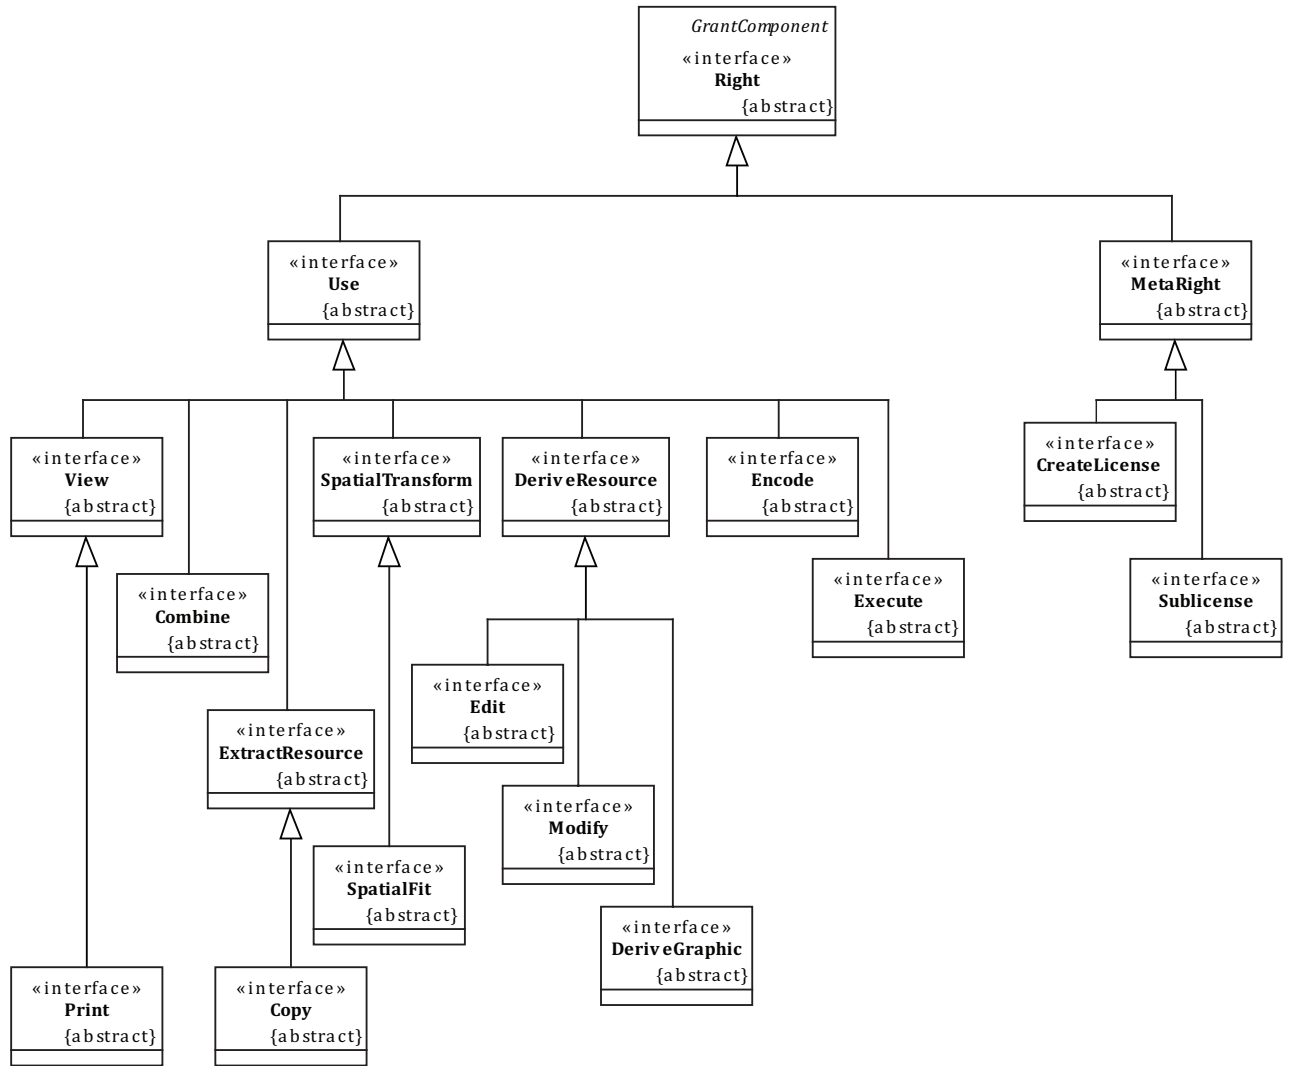 GrantComponent
«interface»
Right
{abstract}
«interface»
Use
{abstract}
«interface»
MetaRight
{abstract}
«interface»
View
{abstract}
«interface»
SpatialTransform
{abstract}
«interface»
DeriveResource
{abstract}
«interface»
Encode
{abstract}
«interface»
CreateLicense
{abstract}
«interface»
Combine
{abstract}
«interface»
Execute
{abstract}
«interface»
Sublicense
{abstract}
«interface»
ExtractResource
{abstract}
«interface»
Edit
{abstract}
«interface»
Modify
{abstract}
«interface»
SpatialFit
{abstract}
«interface»
DeriveGraphic
{abstract}
«interface»
Print
{abstract}
«interface»
Copy
{abstract}